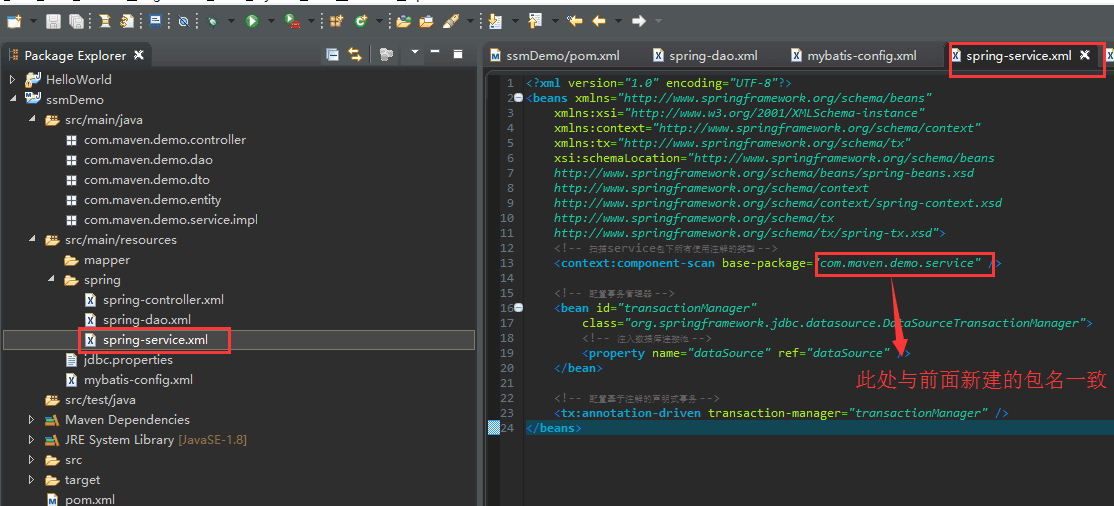 Package Explorer
HelloWorld
ssmDemo
src/main/java
com.maven.demo.controller
com.maven.demo.dao
com.maven.demo.dto
com.maven.demo.entity
com.maven.demo.service.impl
src/main/resources
mapper
spring
spring-controller.xml
spring-dao.xml
spring-service.xml
jdbc.properties
mybatis-config.xml
src/test/java
Maven Dependencies
JRE System Library [JavaSE-1.8]
src
target
pom.xml
ssmDemo/pom.xml spring-dao.xml mybatis-config.xml spring-service.xml
1 <?xml version="1.0" encoding="UTF-8"?>
2 <beans xmlns="http://www.springframework.org/schema/beans"
3 xmlns:xsi="http://www.w3.org/2001/XMLSchema-instance"
4 xmlns:context="http://www.springframework.org/schema/context"
5 xmlns:tx="http://www.springframework.org/schema/tx"
6 xsi:schemaLocation="http://www.springframework.org/schema/beans
7 http://www.springframework.org/schema/beans/spring-beans.xsd
8 http://www.springframework.org/schema/context
9 http://www.springframework.org/schema/context/spring-context.xsd
10 http://www.springframework.org/schema/tx
11 http://www.springframework.org/schema/tx/spring-tx.xsd">
12 <!-- 扫描service包下所有使用注解的类型 -->
13 <context:component-scan base-package="com.maven.demo.service" />
14
15 <!-- 配置事务管理器 -->
16 <bean id="transactionManager"
17 class="org.springframework.jdbc.datasource.DataSourceTransactionManager">
18 <!-- 注入数据库连接池 -->
19 <property name="dataSource" ref="dataSource" />
20 </bean>
此处与前面新建的包名一致
21
22 <!-- 配置基于注解的声明式事务 -->
23 <tx:annotation-driven transaction-manager="transactionManager" />
24 </beans>